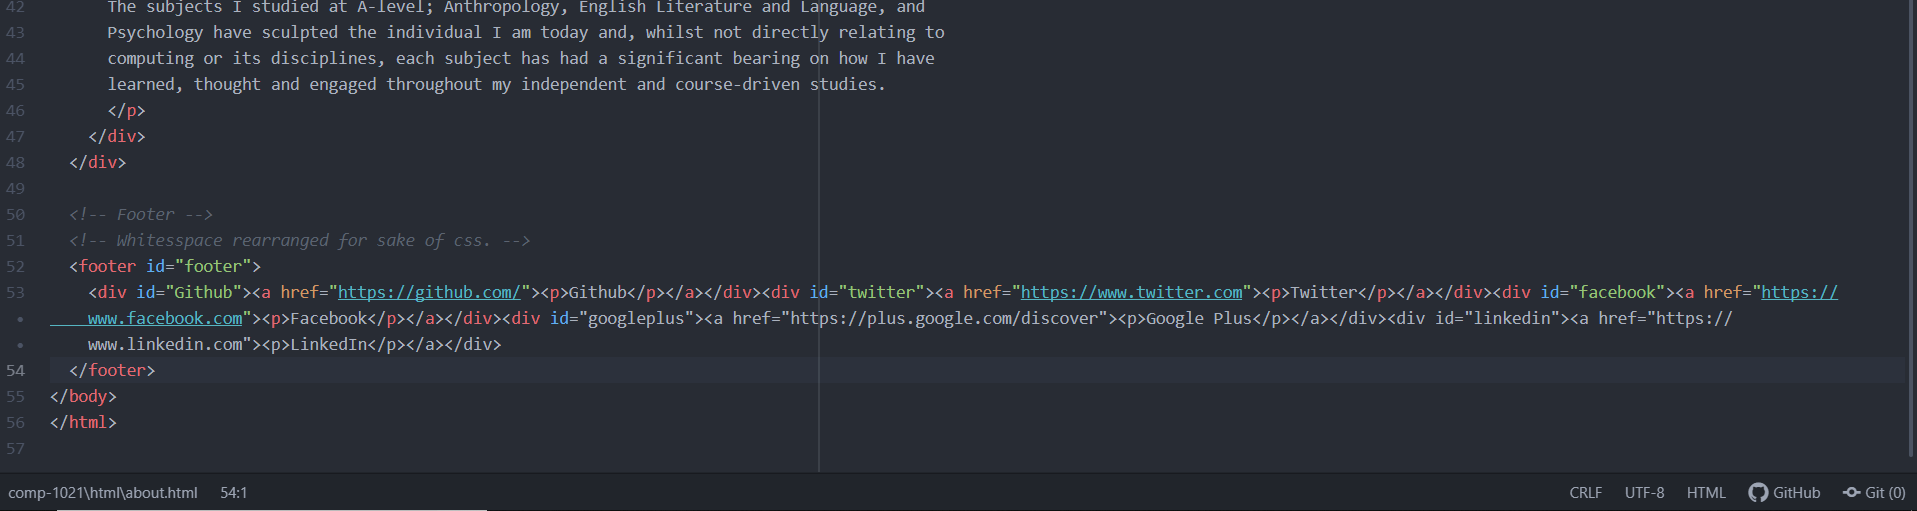 42 The subjects I studied at A-level; Anthropology, English Literature and Language, and
43 Psychology have sculpted the individual I am today and, whilst not directly relating to
44 computing or its disciplines, each subject has had a significant bearing on how I have
45 learned, thought and engaged throughout my independent and course-driven studies.
46 </p>
47 </div>
48 </div>
49
50 <!-- Footer -->
51 <!-- Whitesspace rearranged for sake of css. -->
52 <footer id="footer">
53 <div id="Github"><a href="https://github.com/"><p>Github</p></a></div><div id="twitter"><a href="https://www.twitter.com"><p>Twitter</p></a></div><div id="facebook"><a href="https://
• www.facebook.com"><p>Facebook</p></a></div><div id="googleplus"><a href="https://plus.google.com/discover"><p>Google Plus</p></a></div><div id="linkedin"><a href="https://
• www.linkedin.com"><p>LinkedIn</p></a></div>
54 </footer>
55 </body>
56 </html>
57
comp-1021\html\about.html 54:1 CRLF UTF-8 HTML GitHub Git (0)